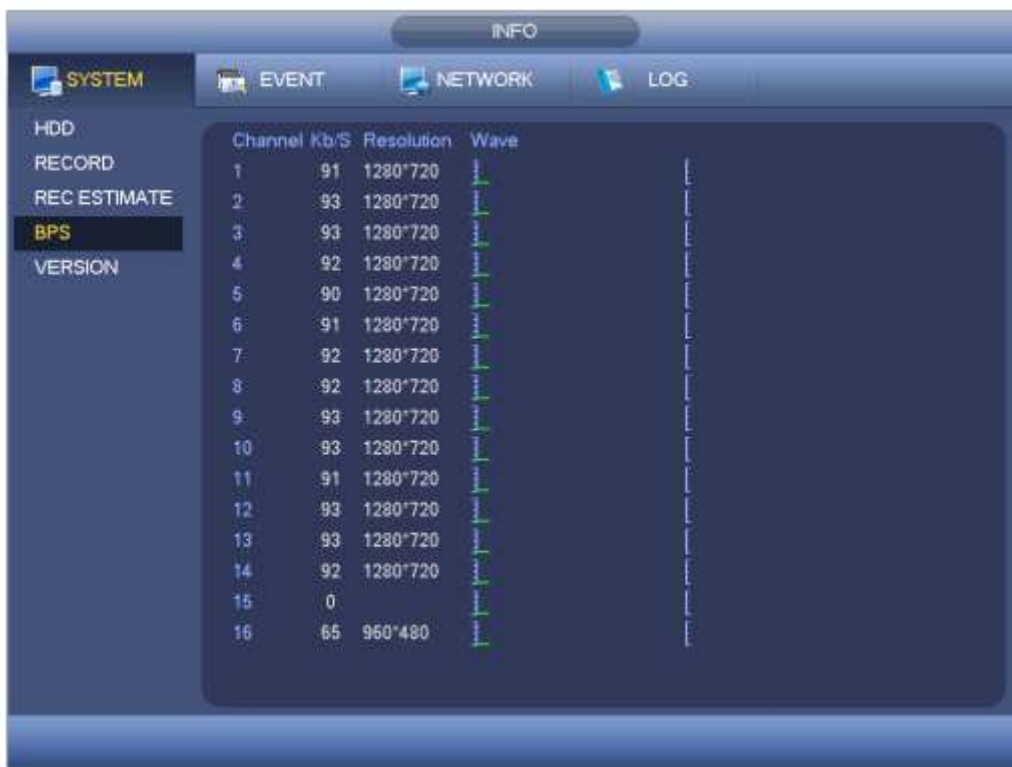 INFO
SYSTEM EVENT NETWORK LOG
HDD
RECORD
REC ESTIMATE
BPS
VERSION
Channel Kb/S Resolution Wave
1 91 1280*720
2 93 1280*720
3 93 1280*720
4 92 1280*720
5 90 1280*720
6 91 1280*720
7 92 1280*720
8 92 1280*720
9 93 1280*720
10 93 1280*720
11 91 1280*720
12 93 1280*720
13 93 1280*720
14 92 1280*720
15 0
16 65 960*480